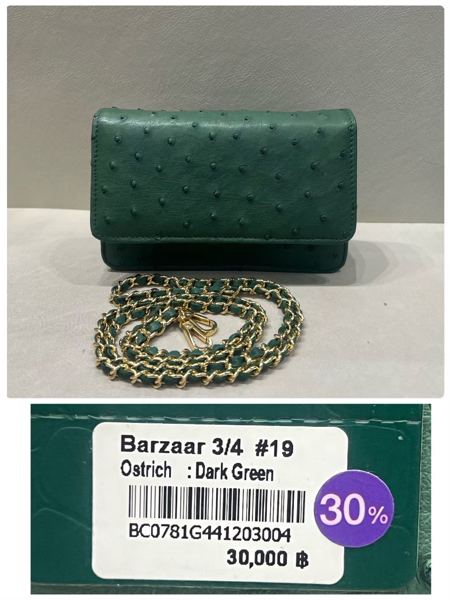 Barzaar 3/4 #19
Ostrich : Dark Green
BC0781G441203004
30,000 ฿
30%